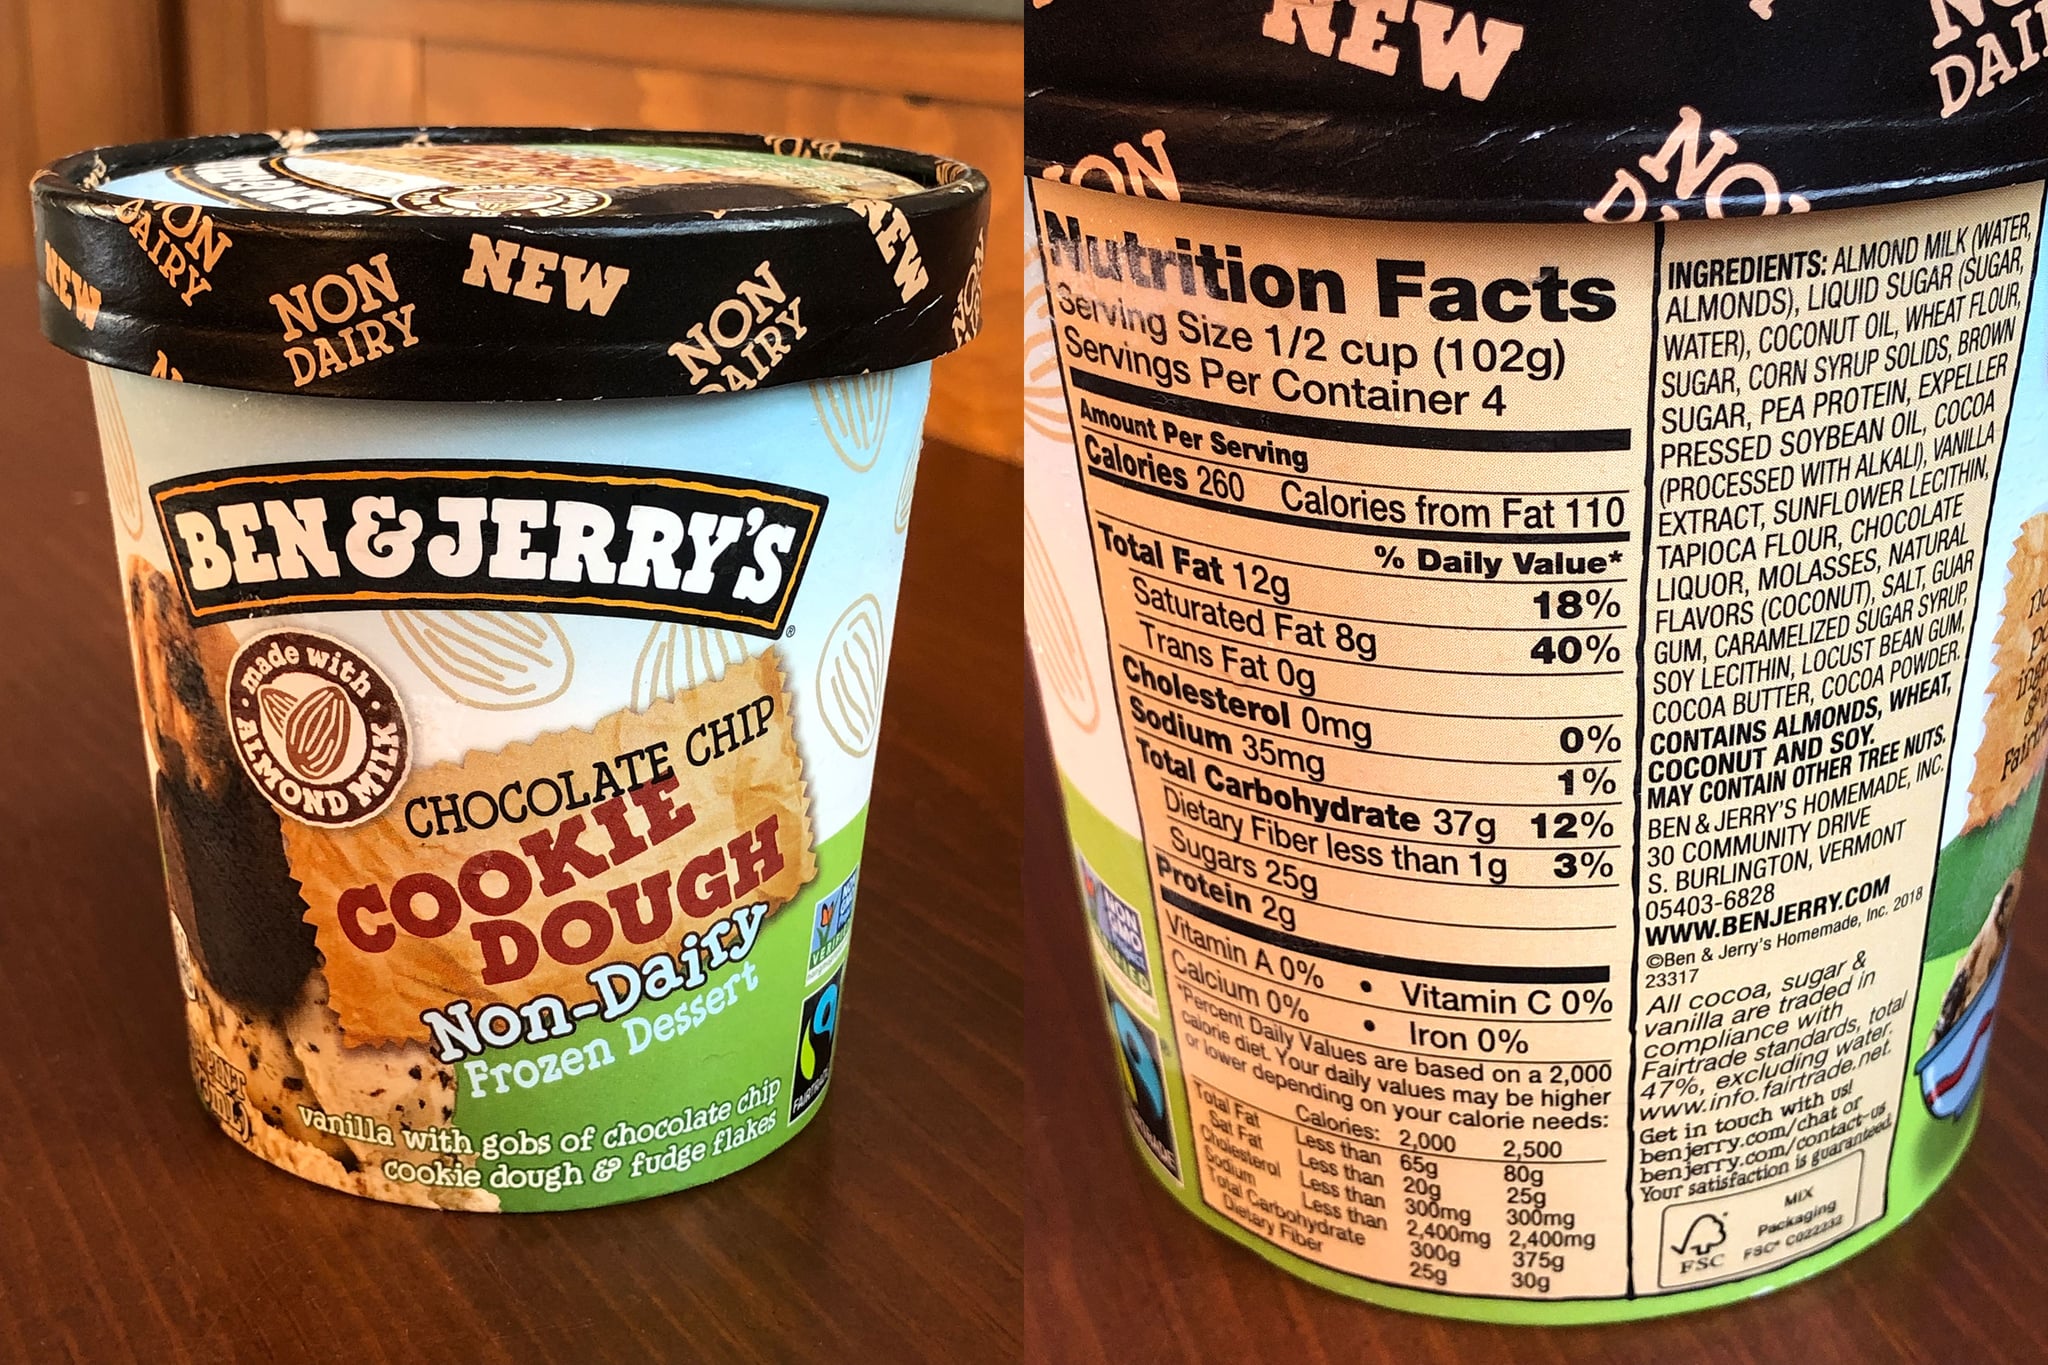 NEW
NON
DAIRY
NON
DAIRY
NEW
NON
DAIRY
NEW
BEN & JERRY'S
®
made with
ALMOND MILK
CHOCOLATE CHIP
COOKIE
DOUGH
Non-Dairy
Frozen Dessert
vanilla with gobs of chocolate chip
cookie dough & fudge flakes
FAIRTRADE
NEW
NON
DAIRY
NON
Nutrition Facts
Serving Size 1/2 cup (102g)
Servings Per Container 4
Amount Per Serving
Calories 260 Calories from Fat 110
% Daily Value*
Total Fat 12g 18%
Saturated Fat 8g 40%
Trans Fat 0g
Cholesterol 0mg 0%
Sodium 35mg 1%
Total Carbohydrate 37g 12%
Dietary Fiber less than 1g 3%
Sugars 25g
Protein 2g
Vitamin A 0% • Vitamin C 0%
Calcium 0% • Iron 0%
*Percent Daily Values are based on a 2,000
calorie diet. Your daily values may be higher
or lower depending on your calorie needs:
Calories: 2,000 2,500
Total Fat Less than 65g 80g
Sat Fat Less than 20g 25g
Cholesterol Less than 300mg 300mg
Sodium Less than 2,400mg 2,400mg
Total Carbohydrate 300g 375g
Dietary Fiber 25g 30g
INGREDIENTS: ALMOND MILK (WATER,
ALMONDS), LIQUID SUGAR (SUGAR,
WATER), COCONUT OIL, WHEAT FLOUR,
SUGAR, CORN SYRUP SOLIDS, BROWN
SUGAR, PEA PROTEIN, EXPELLER
PRESSED SOYBEAN OIL, COCOA
(PROCESSED WITH ALKALI), VANILLA
EXTRACT, SUNFLOWER LECITHIN,
TAPIOCA FLOUR, CHOCOLATE
LIQUOR, MOLASSES, NATURAL
FLAVORS (COCONUT), SALT, GUAR
GUM, CARAMELIZED SUGAR SYRUP,
SOY LECITHIN, LOCUST BEAN GUM,
COCOA BUTTER, COCOA POWDER.
CONTAINS ALMONDS, WHEAT,
COCONUT AND SOY.
MAY CONTAIN OTHER TREE NUTS.
BEN & JERRY'S HOMEMADE, INC.
30 COMMUNITY DRIVE
S. BURLINGTON, VERMONT
05403-6828
WWW.BENJERRY.COM
©Ben & Jerry's Homemade, Inc. 2018
23317
All cocoa, sugar &
vanilla are traded in
compliance with
Fairtrade standards, total
47%, excluding water.
www.info.fairtrade.net.
Get in touch with us!
benjerry.com/chat or
benjerry.com/contact-us
Your satisfaction is guaranteed.
FSC
MIX
Packaging
FSC® C022232
NON
GMO